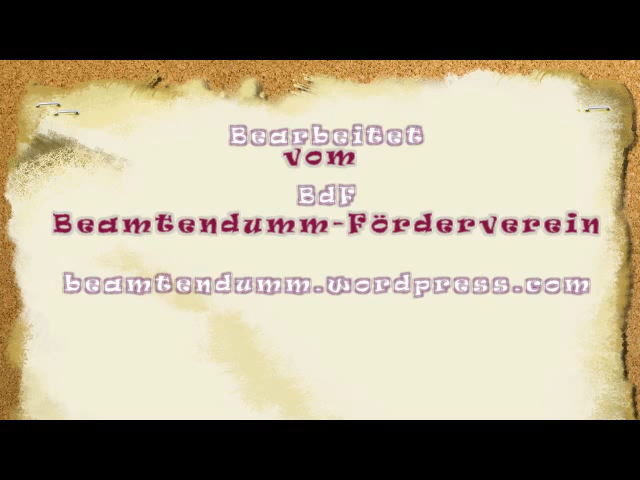 Bearbeitet
vom
BdF
Beamtendumm-Förderverein
beamtendumm.wordpress.com